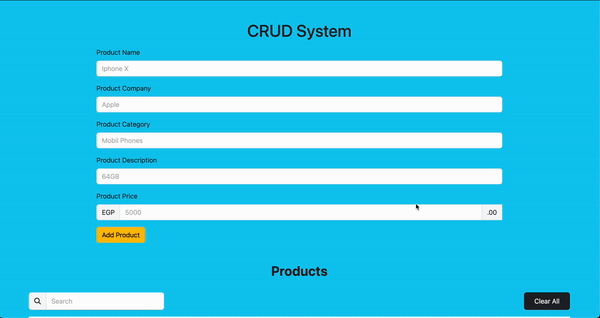 CRUD System
Product Name
Iphone X
Product Company
Apple
Product Category
Mobil Phones
Product Description
64GB
Product Price
EGP 5000 .00
Add Product
Products
Search Clear All